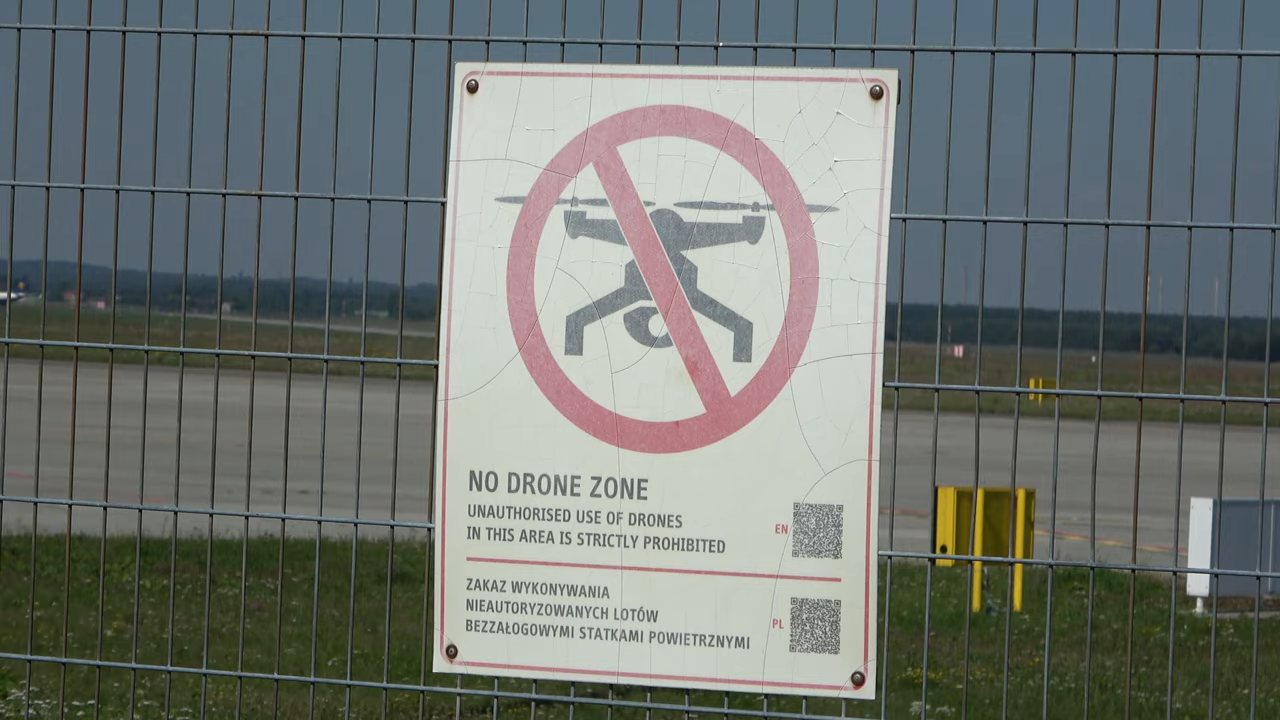 NO DRONE ZONE
UNAUTHORISED USE OF DRONES
IN THIS AREA IS STRICTLY PROHIBITED
EN
ZAKAZ WYKONYWANIA
NIEAUTORYZOWANYCH LOTÓW
BEZZAŁOGOWYMI STATKAMI POWIETRZNYMI
PL